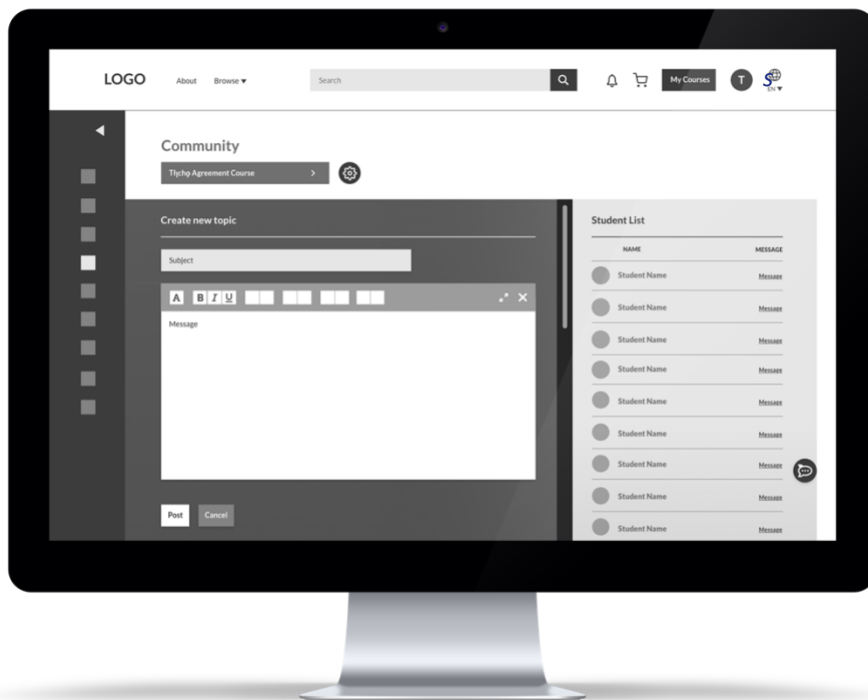 LOGO
About
Browse
Search
My Courses
T
S
EN
Community
Agreement Course
Create new topic
Subject
A B I U
Message
Post
Cancel
Student List
NAME MESSAGE
Student Name Message
Student Name Message
Student Name Message
Student Name Message
Student Name Message
Student Name Message
Student Name Message
Student Name Message
Student Name Message